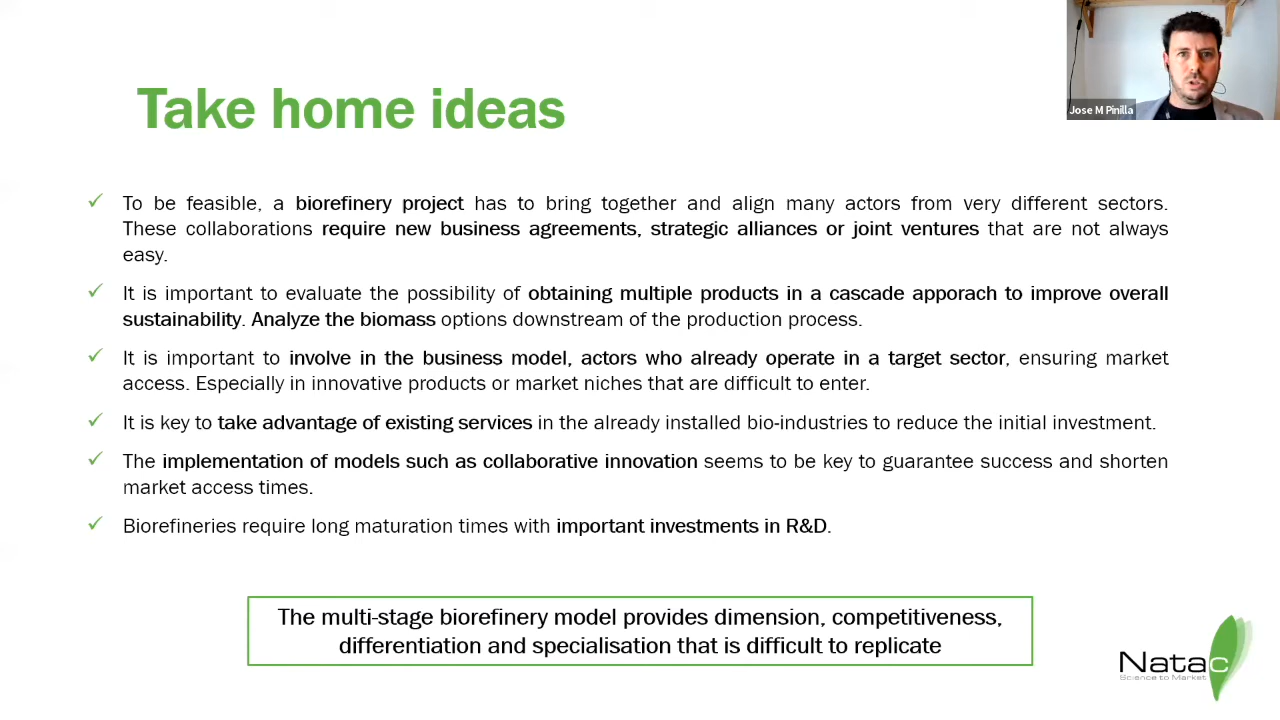 Jose M Pinilla
Take home ideas
✓ To be feasible, a biorefinery project has to bring together and align many actors from very different sectors.
These collaborations require new business agreements, strategic alliances or joint ventures that are not always
easy.
✓ It is important to evaluate the possibility of obtaining multiple products in a cascade apporach to improve overall
sustainability. Analyze the biomass options downstream of the production process.
✓ It is important to involve in the business model, actors who already operate in a target sector, ensuring market
access. Especially in innovative products or market niches that are difficult to enter.
✓ It is key to take advantage of existing services in the already installed bio-industries to reduce the initial investment.
✓ The implementation of models such as collaborative innovation seems to be key to guarantee success and shorten
market access times.
✓ Biorefineries require long maturation times with important investments in R&D.
The multi-stage biorefinery model provides dimension, competitiveness,
differentiation and specialisation that is difficult to replicate
Natac
Science to Market